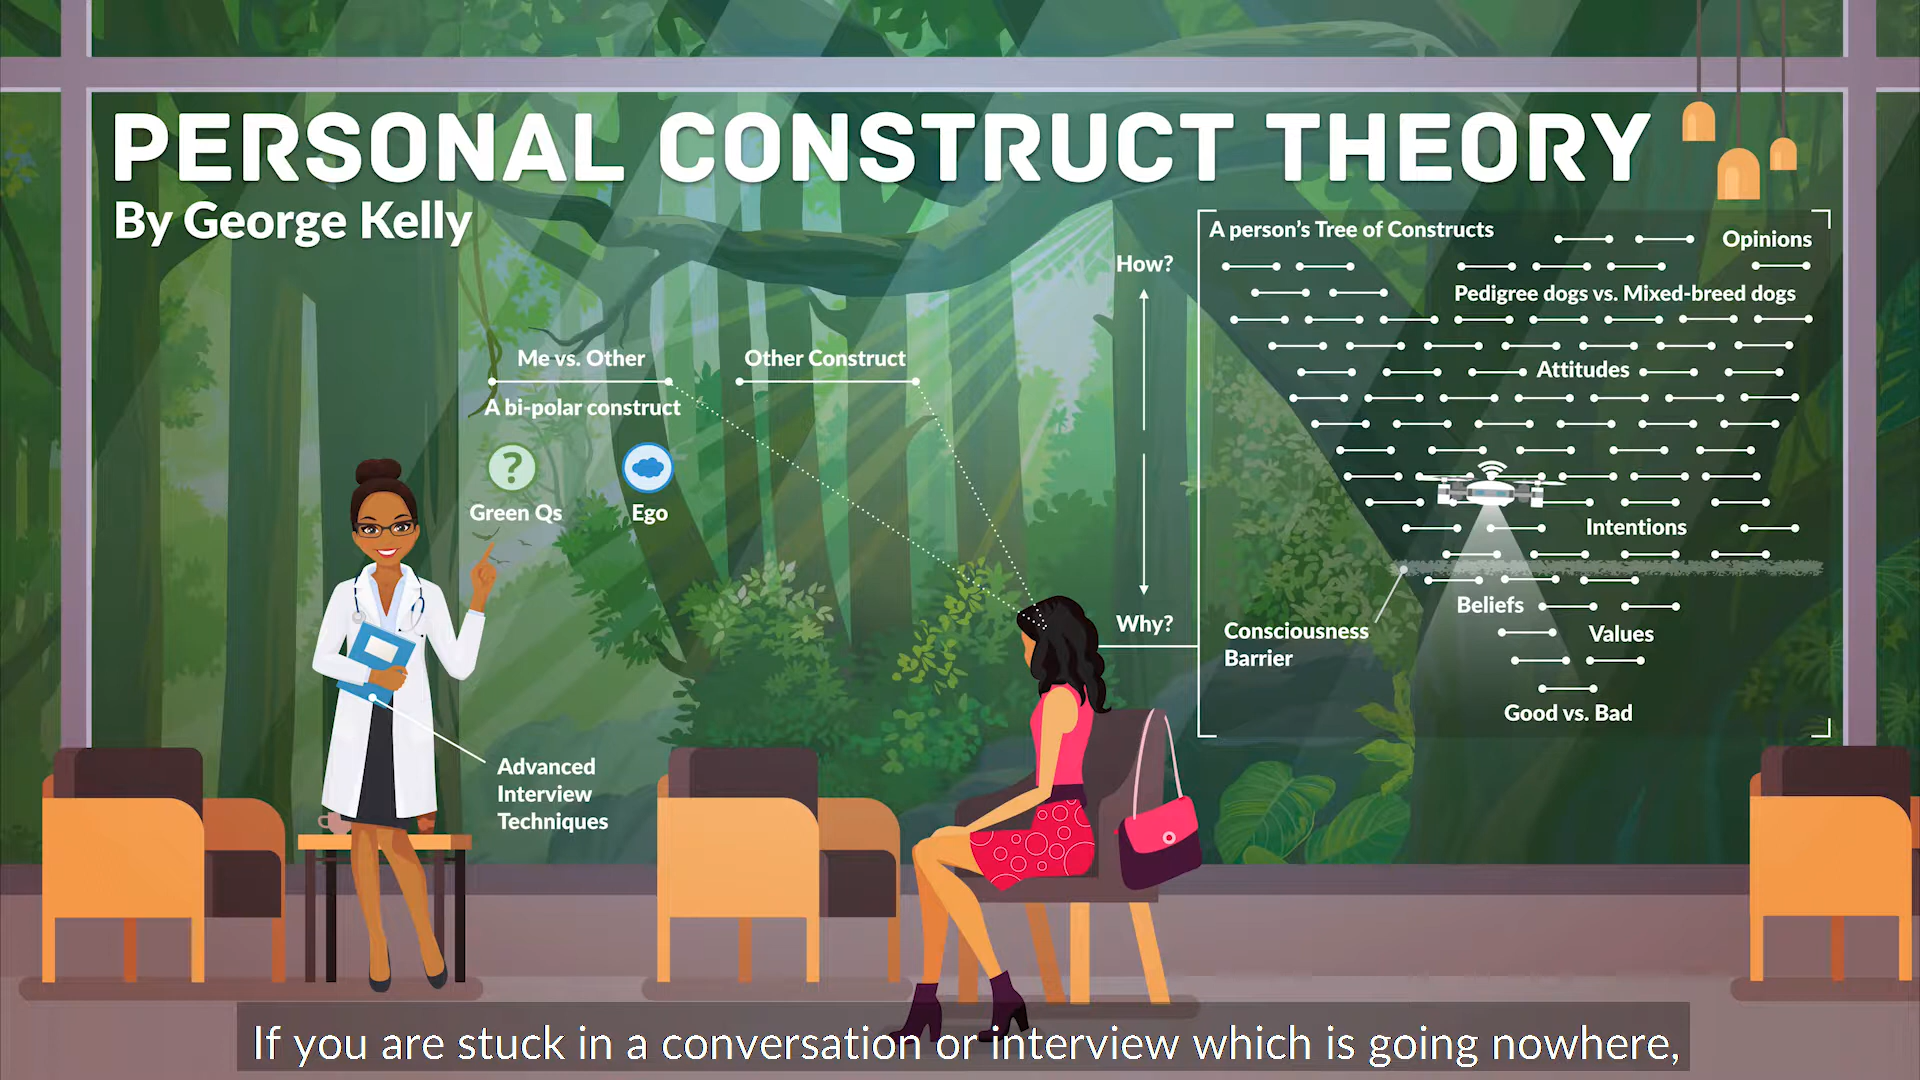 PERSONAL CONSTRUCT THEORY
By George Kelly
A person's Tree of Constructs
Opinions
How?
Pedigree dogs vs. Mixed-breed dogs
Me vs. Other
Other Construct
Attitudes
A bi-polar construct
?
Green Qs
Ego
Intentions
Beliefs
Why?
Consciousness
Barrier
Values
Good vs. Bad
Advanced
Interview
Techniques
If you are stuck in a conversation or interview which is going nowhere,